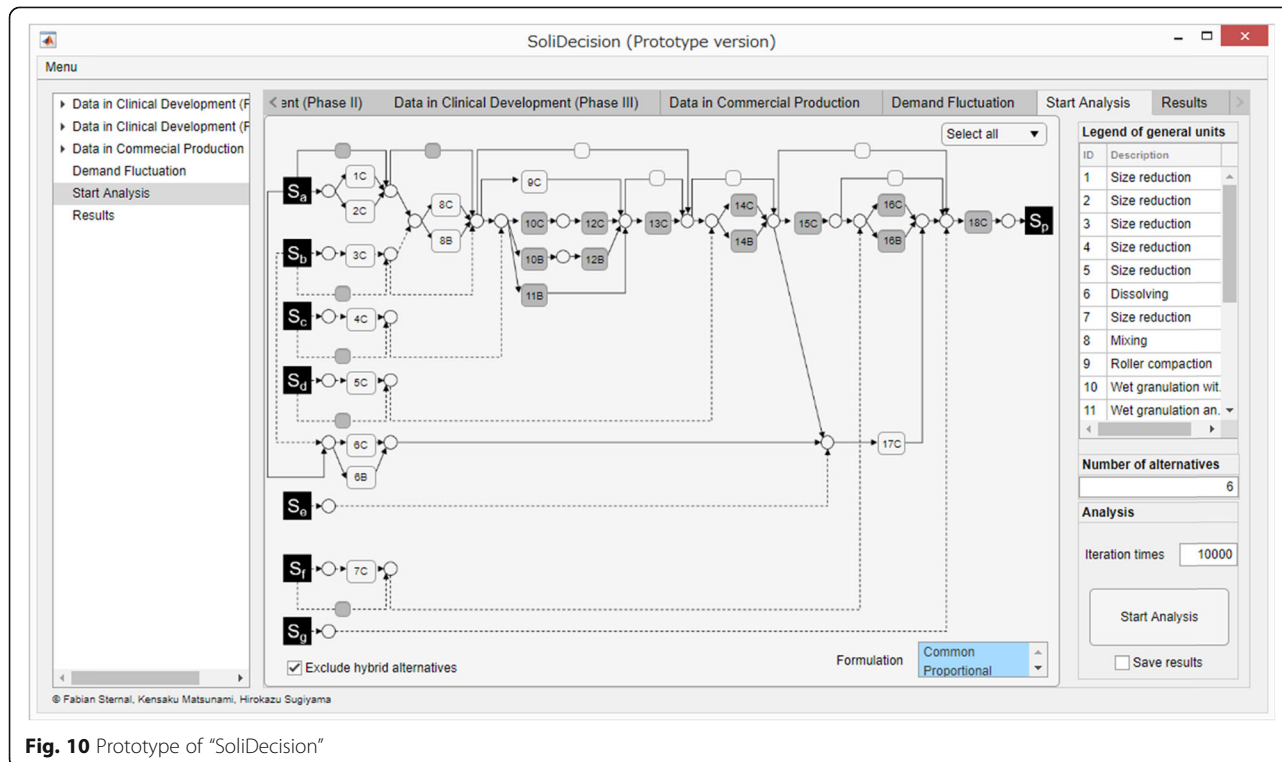 SoliDecision (Prototype version)
Menu
Data in Clinical Development (F
Data in Clinical Development (F
Data in Commecial Production
Demand Fluctuation
Start Analysis
Results
ent (Phase II) Data in Clinical Development (Phase III) Data in Commercial Production Demand Fluctuation Start Analysis Results
Select all
Sa 1C
2C
8C
8B
9C
10C 12C
10B 12B
11B
13C
14C
14B
15C
16C
16B
18C Sp
Sb 3C
Sc 4C
Sd 5C
6C
6B
17C
Se
Sf 7C
Sg
Exclude hybrid alternatives
Formulation Common
Proportional
Legend of general units
ID Description
1 Size reduction
2 Size reduction
3 Size reduction
4 Size reduction
5 Size reduction
6 Dissolving
7 Size reduction
8 Mixing
9 Roller compaction
10 Wet granulation wit.
11 Wet granulation an.
Number of alternatives
6
Analysis
Iteration times 10000
Start Analysis
Save results
© Fabian Sternal, Kensaku Matsunami, Hirokazu Sugiyama
Fig. 10 Prototype of “SoliDecision”